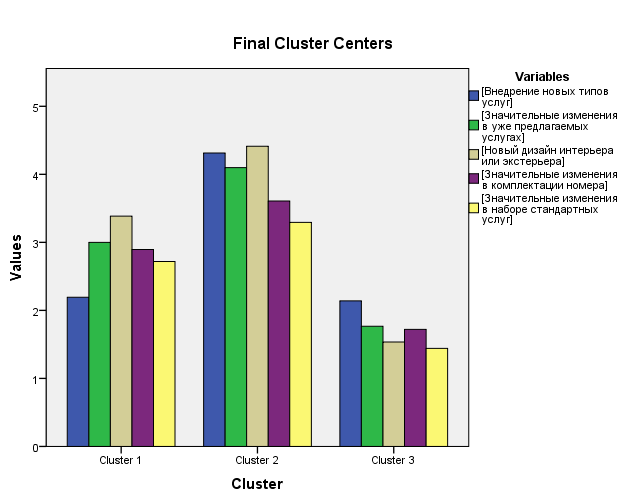 Final Cluster Centers
Variables
[Внедрение новых типов
услуг]
[Значительные изменения
в уже предлагаемых
услугах]
[Новый дизайн интерьера
или экстерьера]
[Значительные изменения
в комплектации номера]
[Значительные изменения
в наборе стандартных
услуг]
Values
5
4
3
2
1
0
Cluster 1
Cluster 2
Cluster 3
Cluster